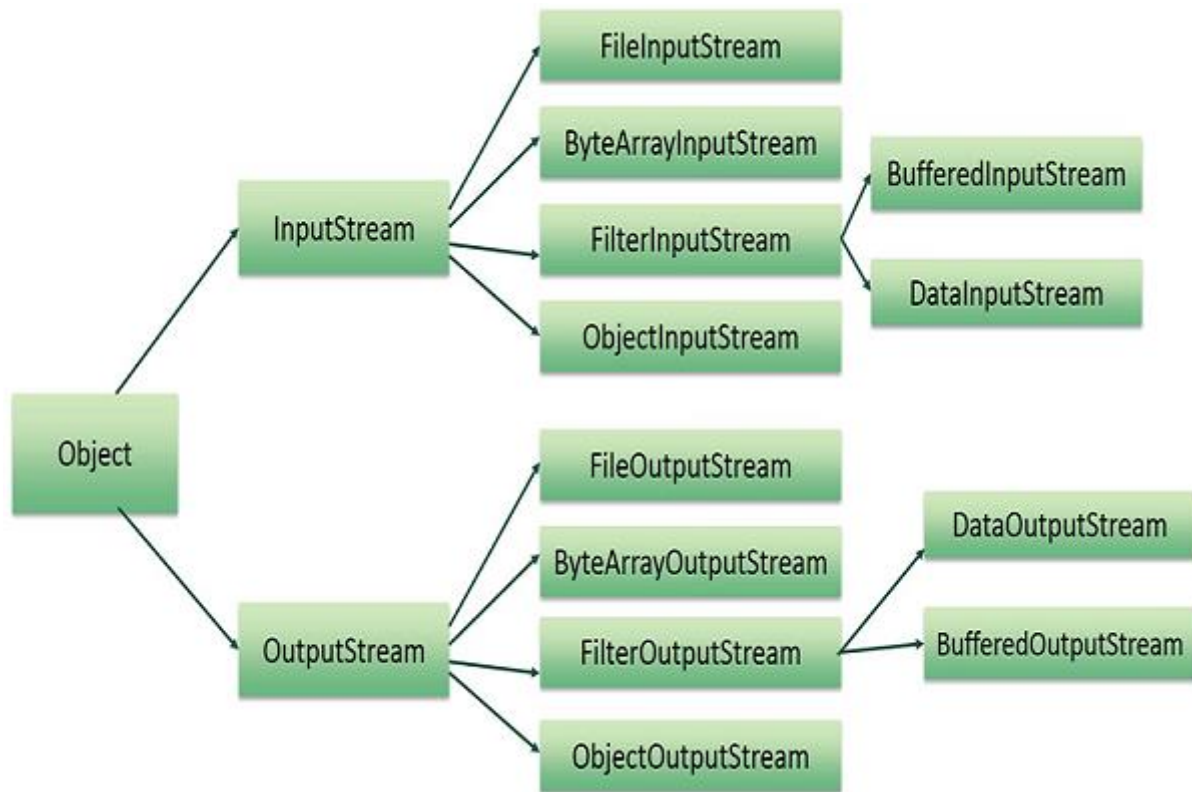 FileInputStream
ByteArrayInputStream
BufferedInputStream
InputStream
FilterInputStream
DataInputStream
ObjectInputStream
Object
FileOutputStream
DataOutputStream
ByteArrayOutputStream
OutputStream
FilterOutputStream
BufferedOutputStream
ObjectOutputStream